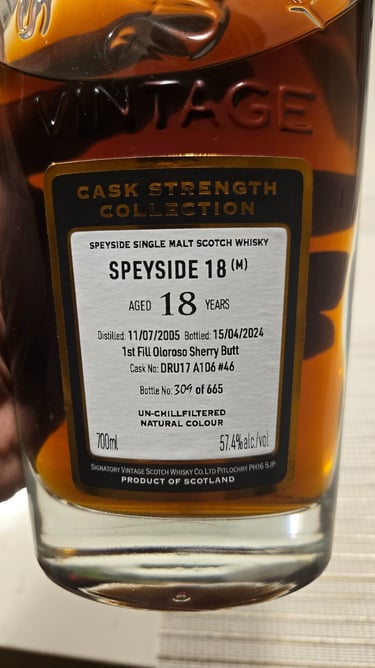 VINTAGE
CASK STRENGTH
COLLECTION
SPEYSIDE SINGLE MALT SCOTCH WHISKY
SPEYSIDE 18 (M)
AGED 18 YEARS
Distilled: 11/07/2005 Bottled: 15/04/2024
1st Fill Oloroso Sherry Butt
Cask No: DRU17 A106 #46
Bottle No: 309 of 665
UN-CHILLFILTERED
NATURAL COLOUR
700ml 57.4%alc/vol
SIGNATORY VINTAGE SCOTCH WHISKY CO. LTD PITLOCHRY PH16 5JP
PRODUCT OF SCOTLAND